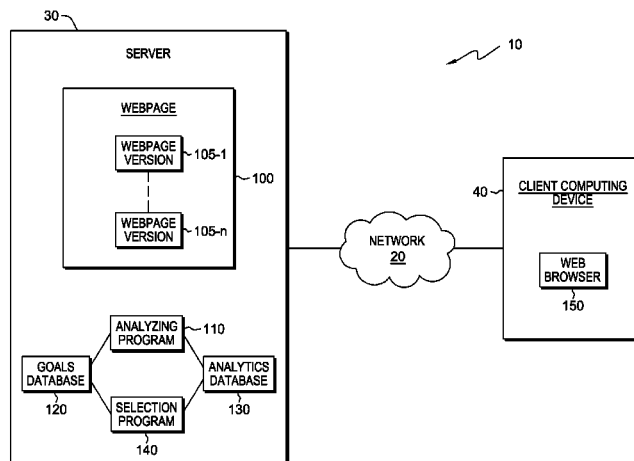 30
10
SERVER
WEBPAGE
WEBPAGE
VERSION
105-1
100
WEBPAGE
VERSION
105-n
NETWORK
20
40
CLIENT COMPUTING
DEVICE
WEB
BROWSER
150
ANALYZING
PROGRAM
110
GOALS
DATABASE
120
ANALYTICS
DATABASE
130
SELECTION
PROGRAM
140